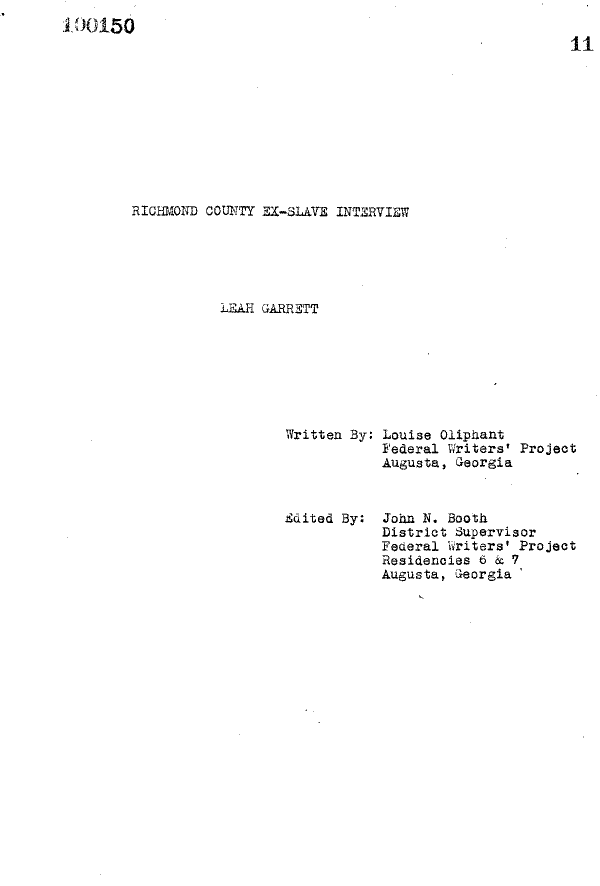 100150
11
RICHMOND COUNTY EX-SLAVE INTERVIEW
LEAH GARRETT
Written By: Louise Oliphant
Federal Writers' Project
Augusta, Georgia
Edited By: John N. Booth
District Supervisor
Federal Writers' Project
Residencies 6 & 7
Augusta, Georgia